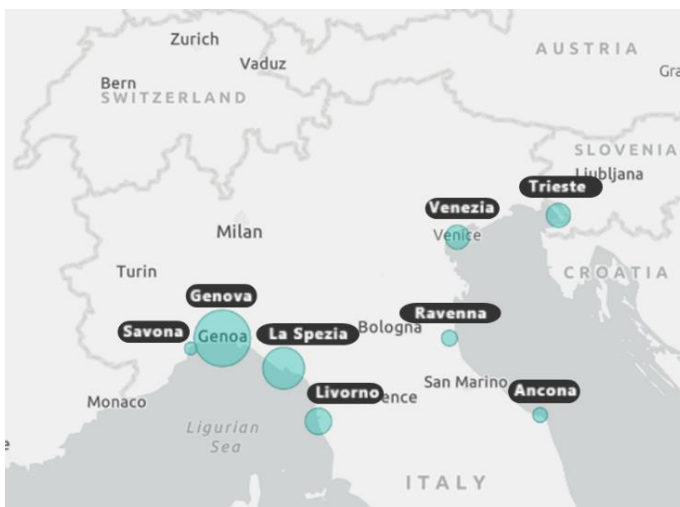 Zurich
AUSTRIA
Vaduz
Gra
Bern
SWITZERLAND
SLOVENIA
Ljubljana
Trieste
Venezia
Venice
Milan
Turin
CROATIA
Genova
Ravenna
Savona
Genoa
La Spezia
Bologna
San Marino
Livorno
ence
Ancona
Monaco
Ligurian
Sea
e
ITALY